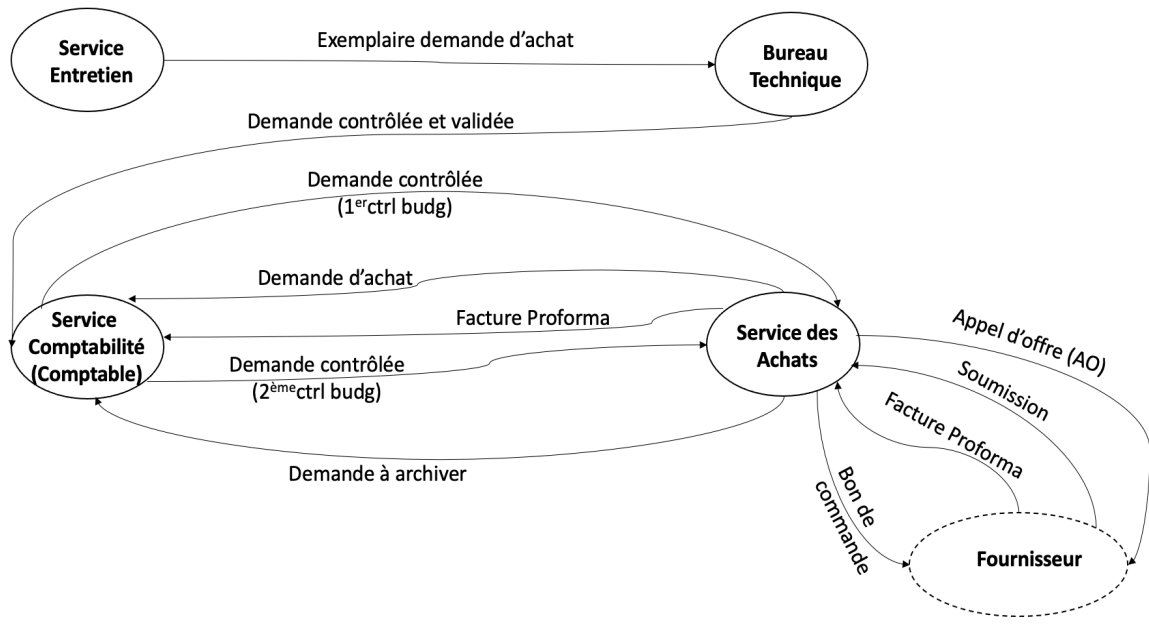 Service
Entretien
Exemplaire demande d’achat
Bureau
Technique
Demande contrôlée et validée
Demande contrôlée
(1erctrl budg)
Demande d’achat
Facture Proforma
Service
Comptabilité
(Comptable)
Demande contrôlée
(2èmectrl budg)
Service des
Achats
Appel d’offre (AO)
Soumission
Facture Proforma
Demande à archiver
Bon de
commande
Fournisseur